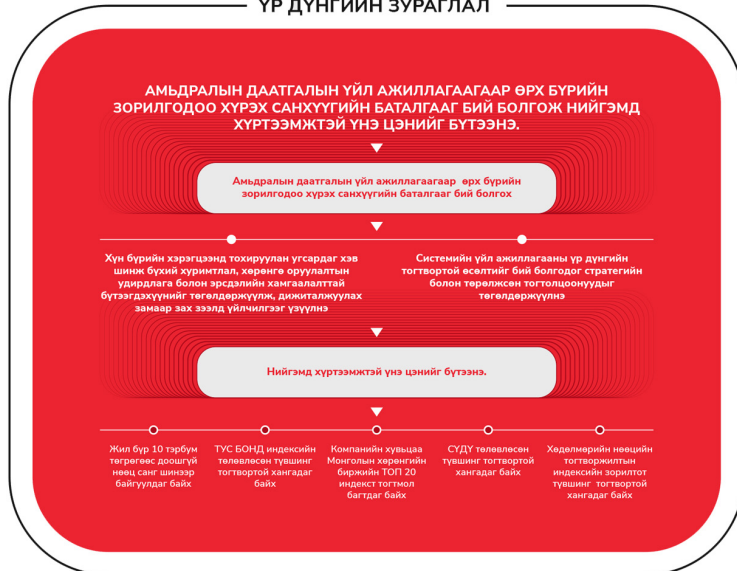 ҮР ДҮНГИЙН ЗУРАГЛАЛ
АМЬДРАЛЫН ДААТГАЛЫН ҮЙЛ АЖИЛЛАГААГААР ӨРХ БҮРИЙН
ЗОРИЛГОДОО ХҮРЭХ САНХҮҮГИЙН БАТАЛГААГ БИЙ БОЛГОЖ НИЙГЭМД
ХҮРТЭЭМЖТЭЙ ҮНЭ ЦЭНИЙГ БҮТЭЭНЭ.
Амьдралын даатгалын үйл ажиллагаагаар өрх бүрийн
зорилгодоо хүрэх санхүүгийн баталгааг бий болгох
Хүн бүрийн хэрэгцээнд тохируулан угсардаг хэв
шинж бүхий хуримтлал, хөрөнгө оруулалтын
удирдлага болон эрсдэлийн хамгаалалттай
бүтээгдэхүүнийг төгөлдөржүүлж, дижиталжуулах
замаар зах зээлд үйлчилгээг үзүүлнэ
Системийн үйл ажиллагааны үр дүнгийн
тогтвортой өсөлтийг бий болгодог стратегийн
болон төрөлжсөн тогтолцоонуудыг
төгөлдөржүүлнэ
Нийгэмд хүртээмжтэй үнэ цэнийг бүтээнэ.
Жил бүр 10 тэрбум
төгрөгөөс доошгүй
нөөц санг шинээр
байгуулдаг байх
ТУС БОНД индексийн
төлөвлөсөн түвшинг
тогтвортой хангадаг
байх
Компанийн хувьцаа
Монголын хөрөнгийн
биржийн ТОП 20
индекст тогтмол
багтдаг байх
СҮДҮ төлөвлөсөн
түвшинг тогтвортой
хангадаг байх
Хөдөлмөрийн нөөцийн
тогтворжилтын
индексийн зорилтот
түвшинг тогтвортой
хангадаг байх